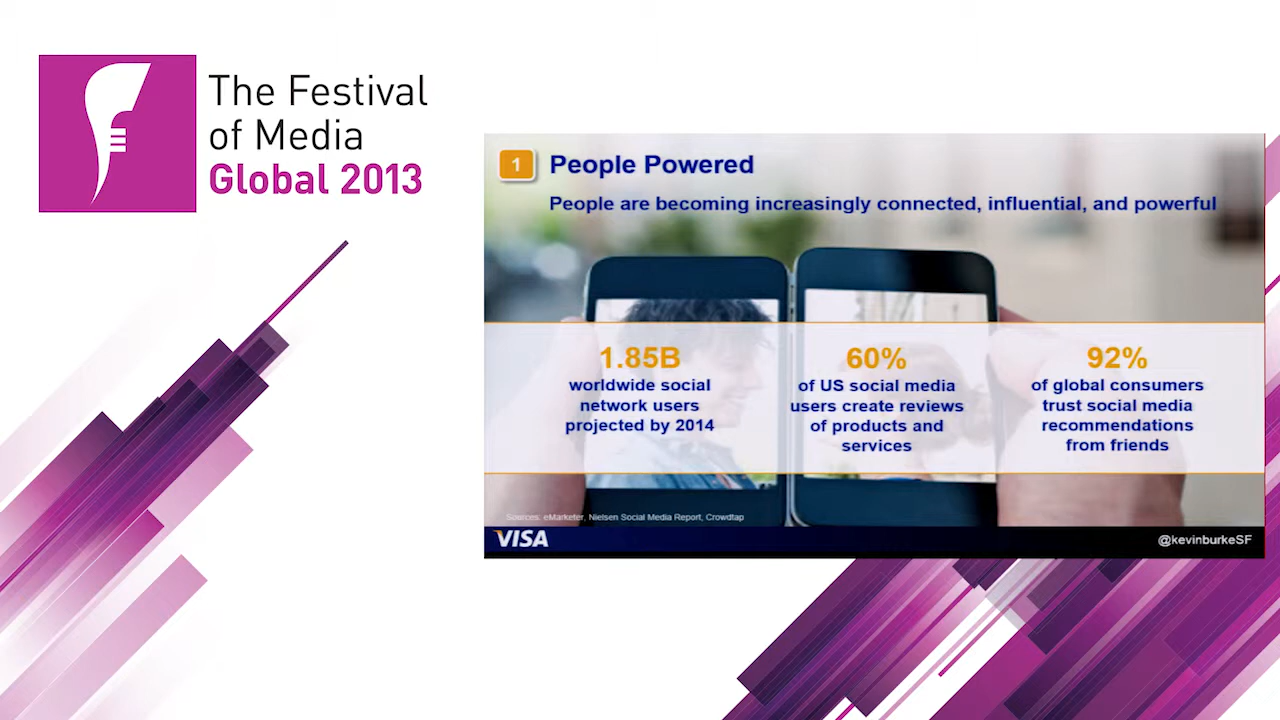 The Festival
of Media
Global 2013
1
People Powered
People are becoming increasingly connected, influential, and powerful
1.85B
worldwide social
network users
projected by 2014
60%
of US social media
users create reviews
of products and
services
92%
of global consumers
trust social media
recommendations
from friends
Sources: eMarketer, Nielsen Social Media Report, Crowdtap
VISA
@kevinburkeSF